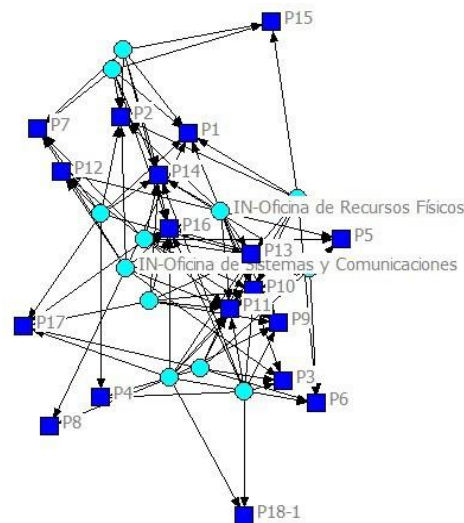 P15
P2
P7
P1
P12
P14
IN-Oficina de Recursos Físicos
P16
P5
P13
IN-Oficina de Sistemas y Comunicaciones
P10
P11
P9
P17
P3
P4
P6
P8
P18-1